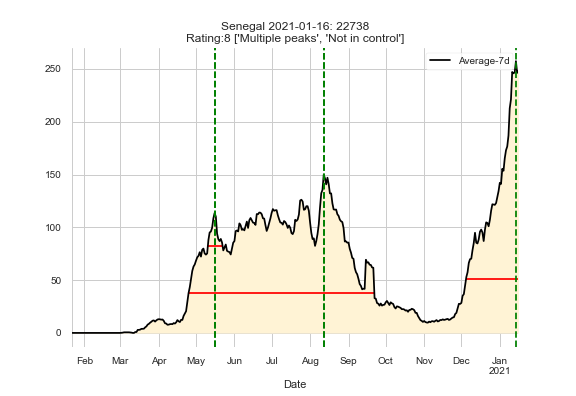 Senegal 2021-01-16: 22738
Rating:8 ['Multiple peaks', 'Not in control']
Average-7d
250
200
150
100
50
0
Feb Mar Apr May Jun Jul Aug Sep Oct Nov Dec Jan
2021
Date